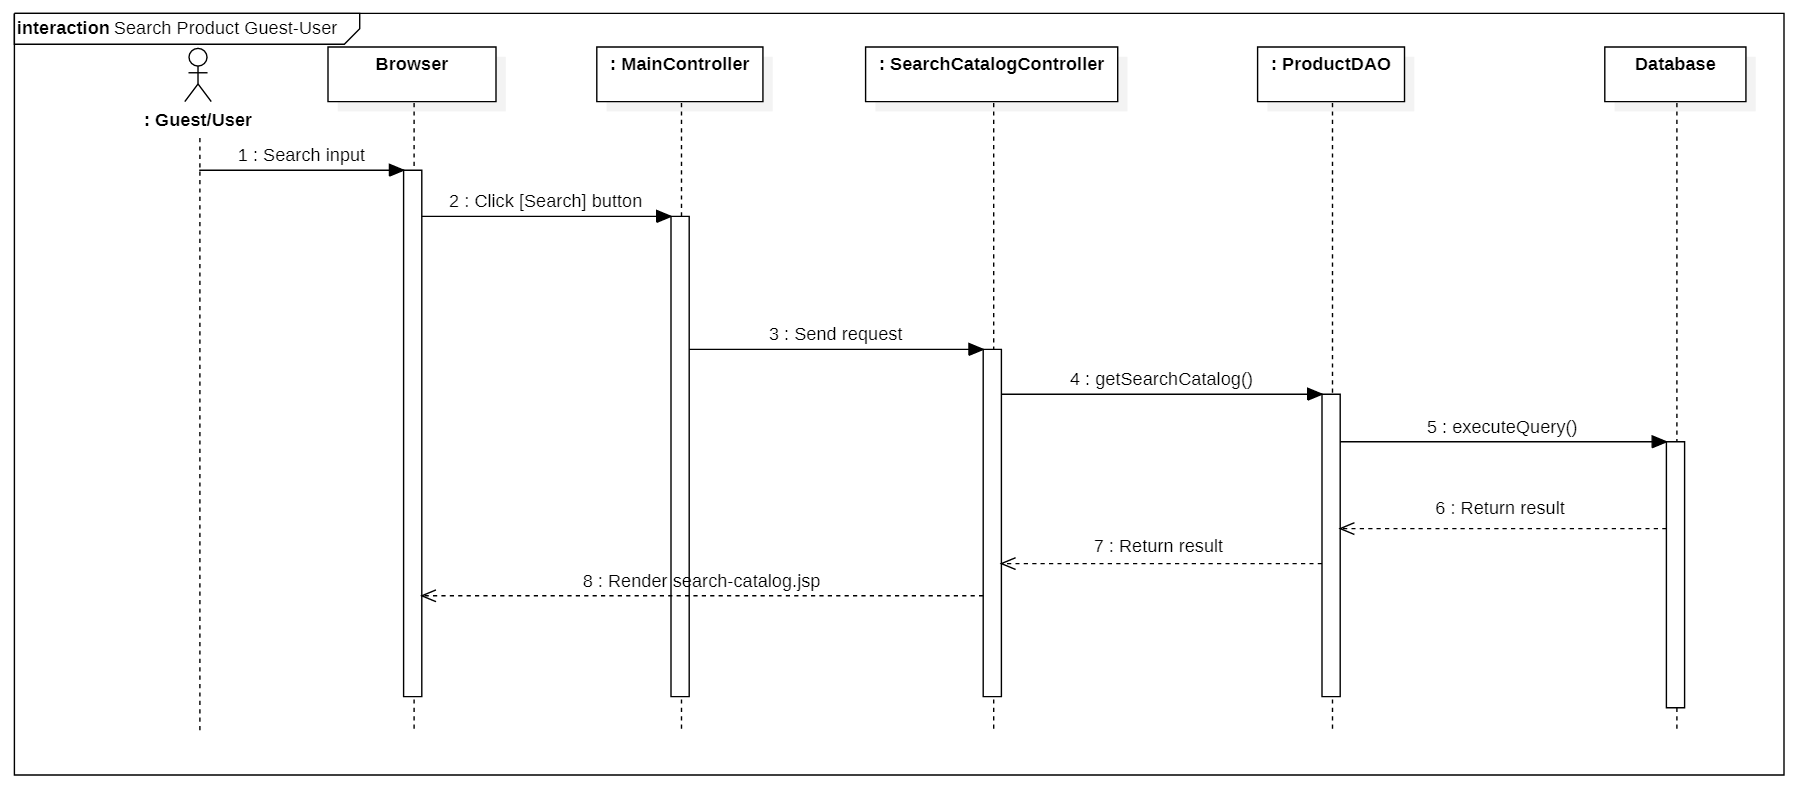 interaction Search Product Guest-User
Browser
: MainController
: SearchCatalogController
: ProductDAO
Database
: Guest/User
1 : Search input
2 : Click [Search] button
3 : Send request
4 : getSearchCatalog()
5 : executeQuery()
6 : Return result
7 : Return result
8 : Render search-catalog.jsp